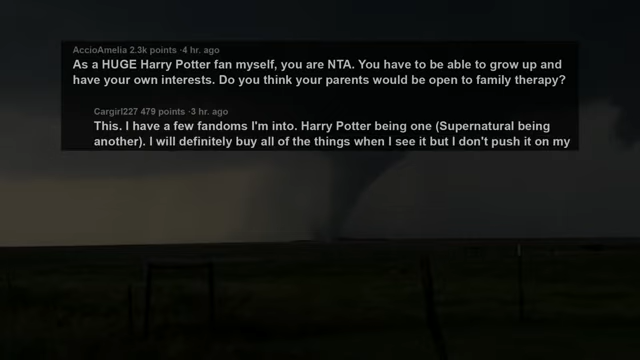 AccioAmelia 2.3k points ·4 hr. ago
As a HUGE Harry Potter fan myself, you are NTA. You have to be able to grow up and
have your own interests. Do you think your parents would be open to family therapy?
Cargirl227 479 points ·3 hr. ago
This. I have a few fandoms I'm into. Harry Potter being one (Supernatural being
another). I will definitely buy all of the things when I see it but I don't push it on my